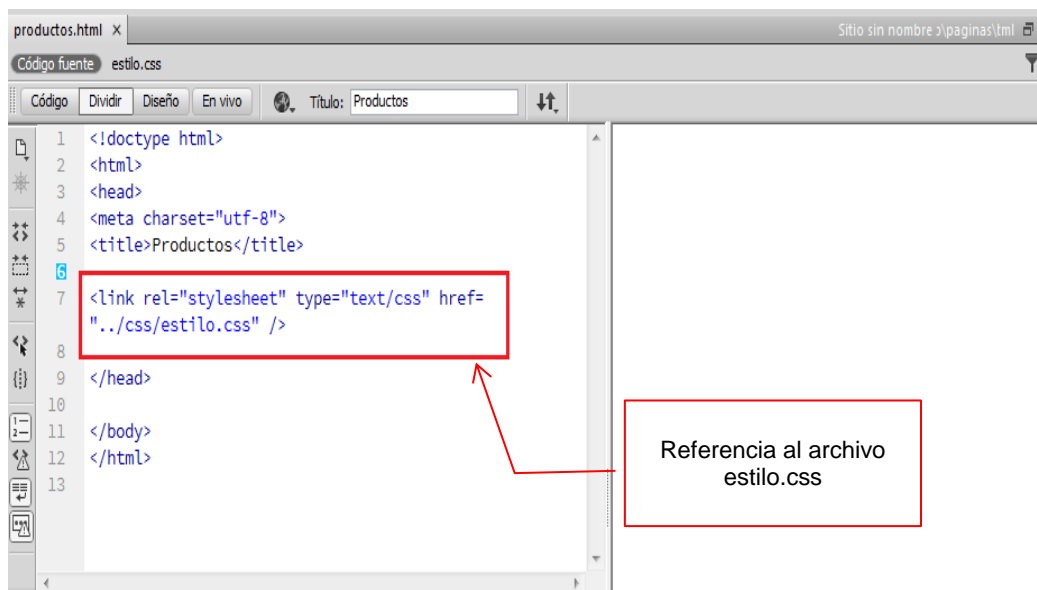 productos.html ×
Sitio sin nombre ɔ\paginas\tml
Código fuente estilo.css
Código Dividir Diseño En vivo Título: Productos
1 <!doctype html>
2 <html>
3 <head>
4 <meta charset="utf-8">
5 <title>Productos</title>
6
7 <link rel="stylesheet" type="text/css" href=
"../css/estilo.css" />
8
9 </head>
10
11 </body>
12 </html>
13
Referencia al archivo
estilo.css